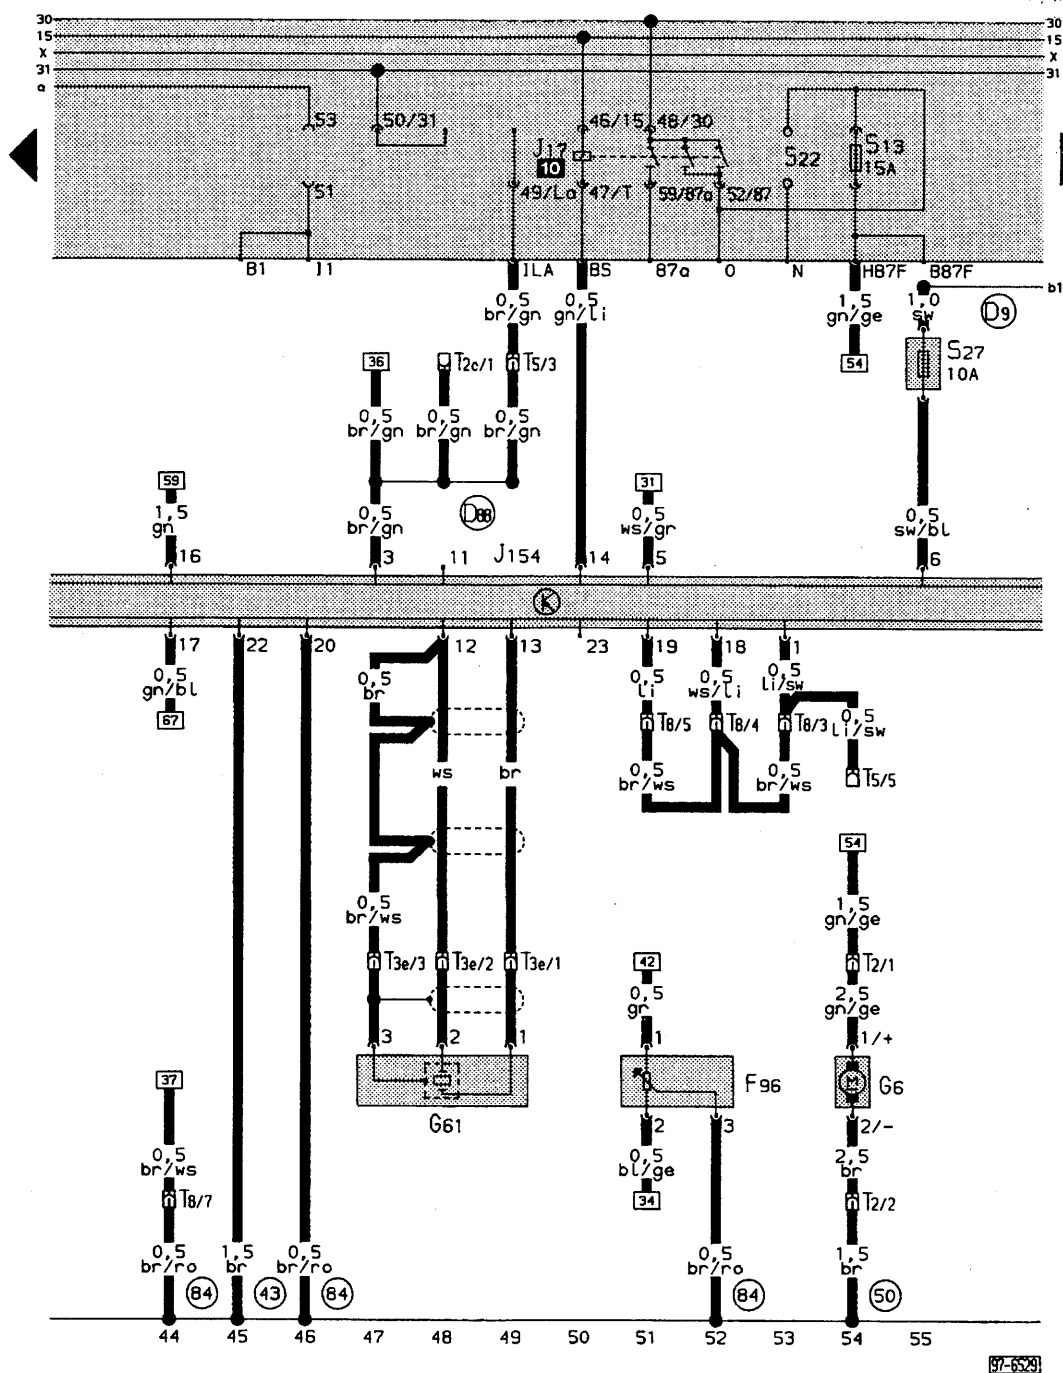 30 30
15 15
X X
31 31
a
53 50/31 46/15 48/30 S13
J17 S22 15A
10
51 49/La 47/T 59/87a 52/87
B1 I1 ILA BS 87a O N H87F B87F
b1
0,5 0,5 1,5 1,0 D9
br/gn gn/li gn/ge sw
36 T2c/1 T5/3 54 S27
10A
0,5 0,5 0,5
br/gn br/gn br/gn
59 31
1,5 0,5 D88 0,5 0,5
gn br/gn ws/gr sw/bl
16 3 11 J154 14 5 6
K
17 22 20 12 13 23 19 18 1
0,5 0,5 0,5 0,5 0,5
gn/bl br li ws/li li/sw
67 T8/5 T8/4 T8/3 0,5
li/sw
ws br 0,5 0,5 T5/5
br/ws br/ws
54
0,5 1,5
br/ws gn/ge
T3e/3 T3e/2 T3e/1 42 T2/1
0,5 2,5
gr gn/ge
3 2 1 1 1/+
37 F96 M G6
G61 2 3 2/-
0,5 0,5 2,5
br/ws bl/ge br
T8/7 34 T2/2
0,5 1,5 0,5 0,5 1,5
br/ro br br/ro br/ro br
84 43 84 84 50
44 45 46 47 48 49 50 51 52 53 54 55
97-6529